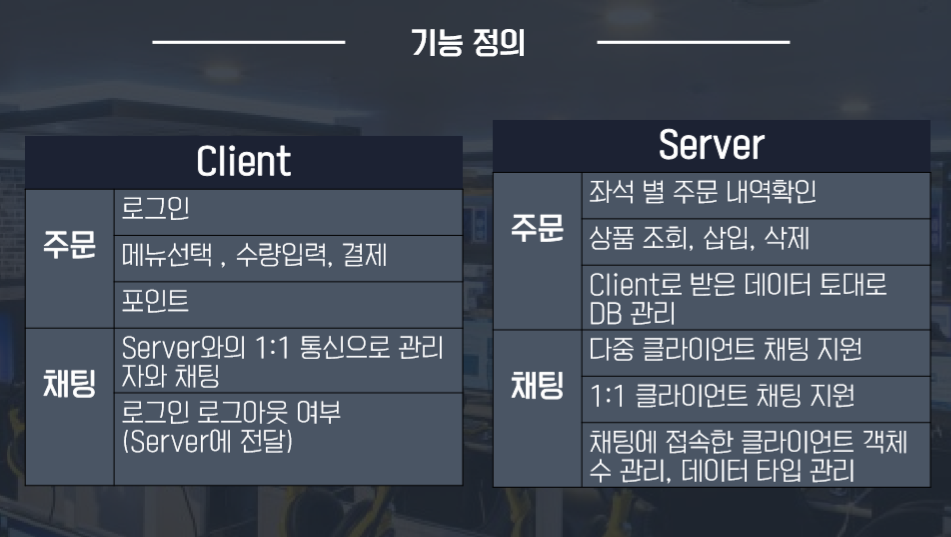 기능 정의
Client
주문
로그인
메뉴선택 , 수량입력, 결제
포인트
채팅
Server와의 1:1 통신으로 관리
자와 채팅
로그인 로그아웃 여부
(Server에 전달)
Server
주문
좌석 별 주문 내역확인
상품 조회, 삽입, 삭제
Client로 받은 데이터 토대로
DB 관리
채팅
다중 클라이언트 채팅 지원
1:1 클라이언트 채팅 지원
채팅에 접속한 클라이언트 객체
수 관리, 데이터 타입 관리